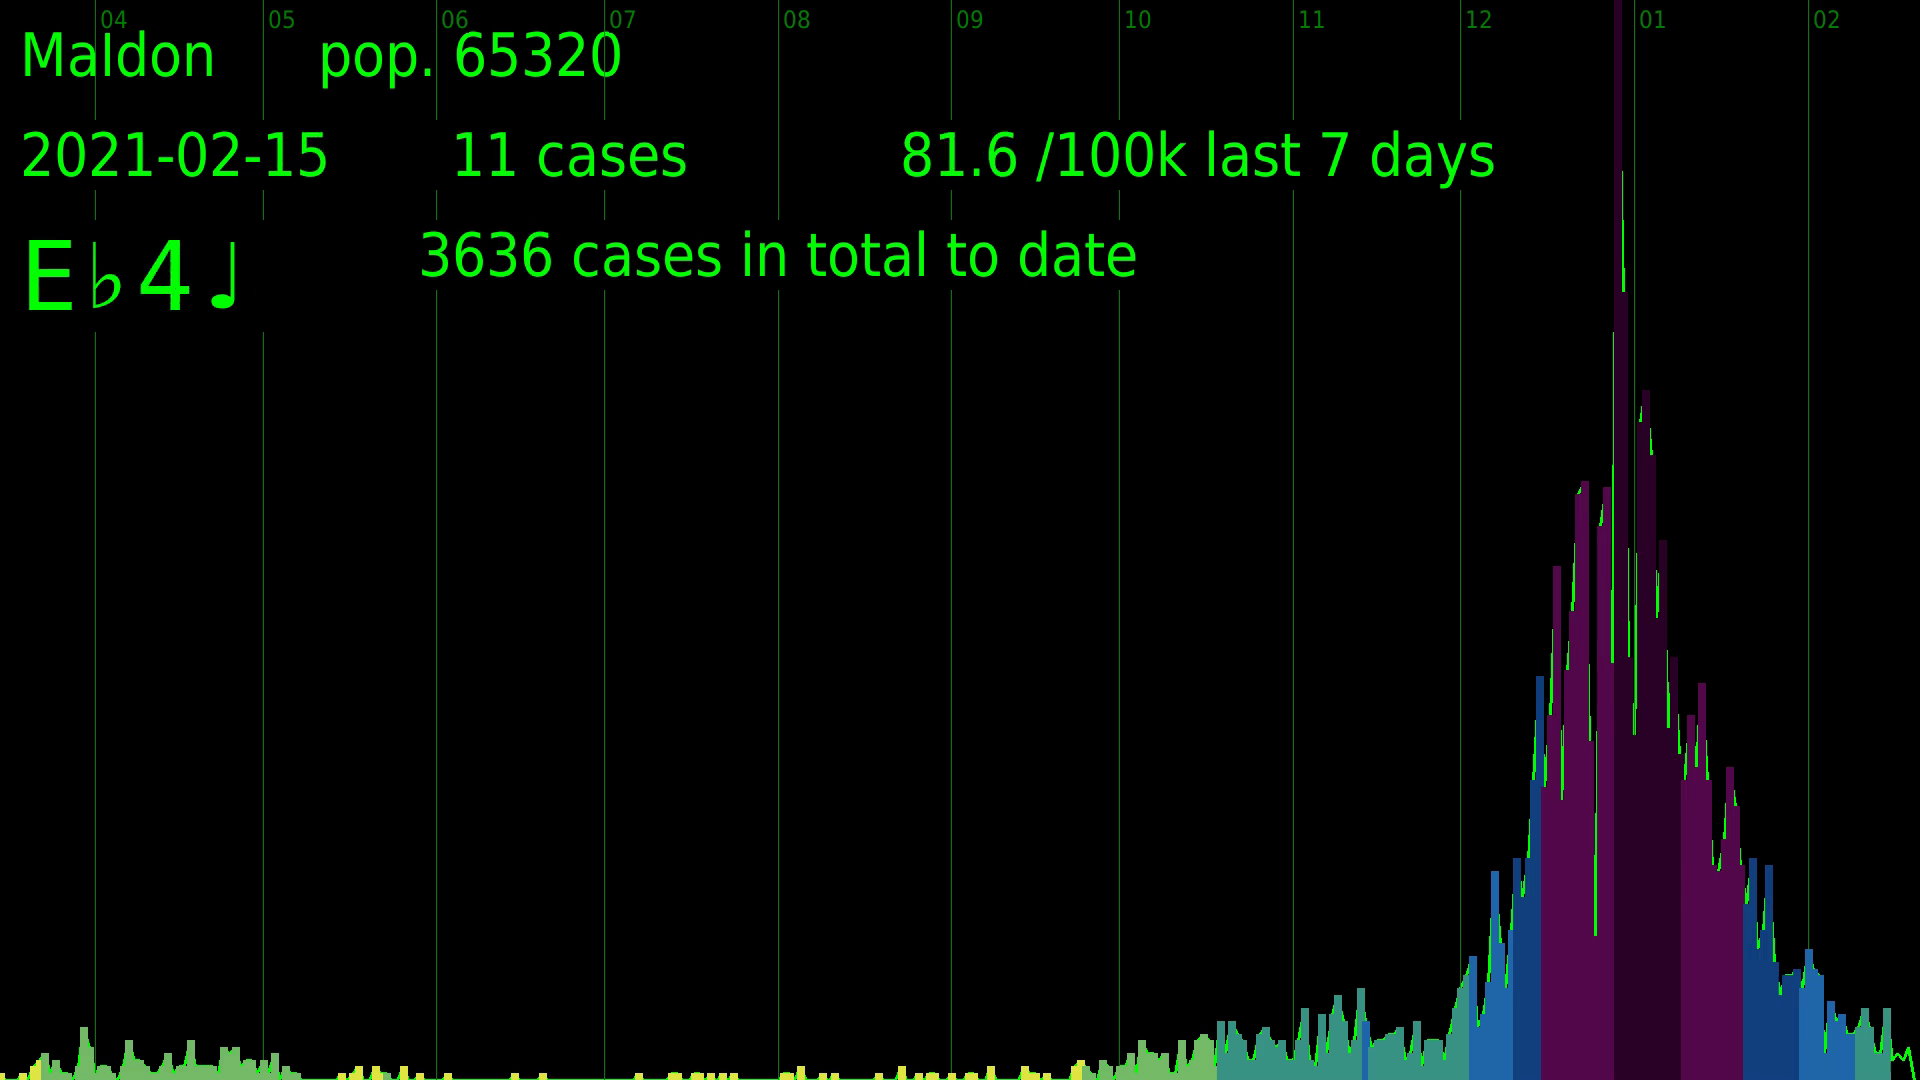 04 05 06 07 08 09 10 11 12 01 02
Maldon pop. 65320
2021-02-15 11 cases 81.6 /100k last 7 days
E♭4♩ 3636 cases in total to date